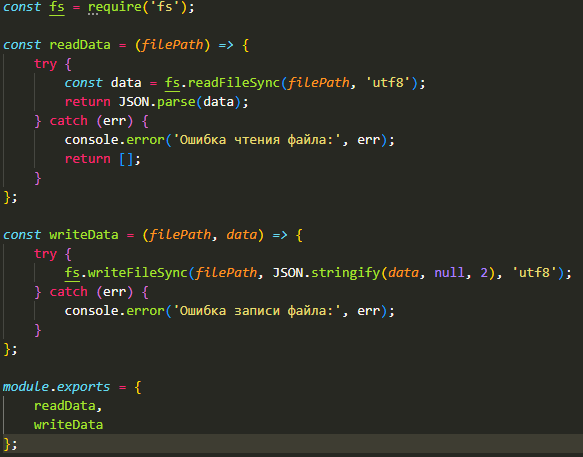 const fs = require('fs');
const readData = (filePath) => {
    try {
        const data = fs.readFileSync(filePath, 'utf8');
        return JSON.parse(data);
    } catch (err) {
        console.error('Ошибка чтения файла:', err);
        return [];
    }
};
const writeData = (filePath, data) => {
    try {
        fs.writeFileSync(filePath, JSON.stringify(data, null, 2), 'utf8');
    } catch (err) {
        console.error('Ошибка записи файла:', err);
    }
};
module.exports = {
    readData,
    writeData
};